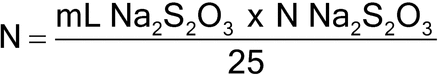 N = mL Na₂S₂O₃ x N Na₂S₂O₃
25